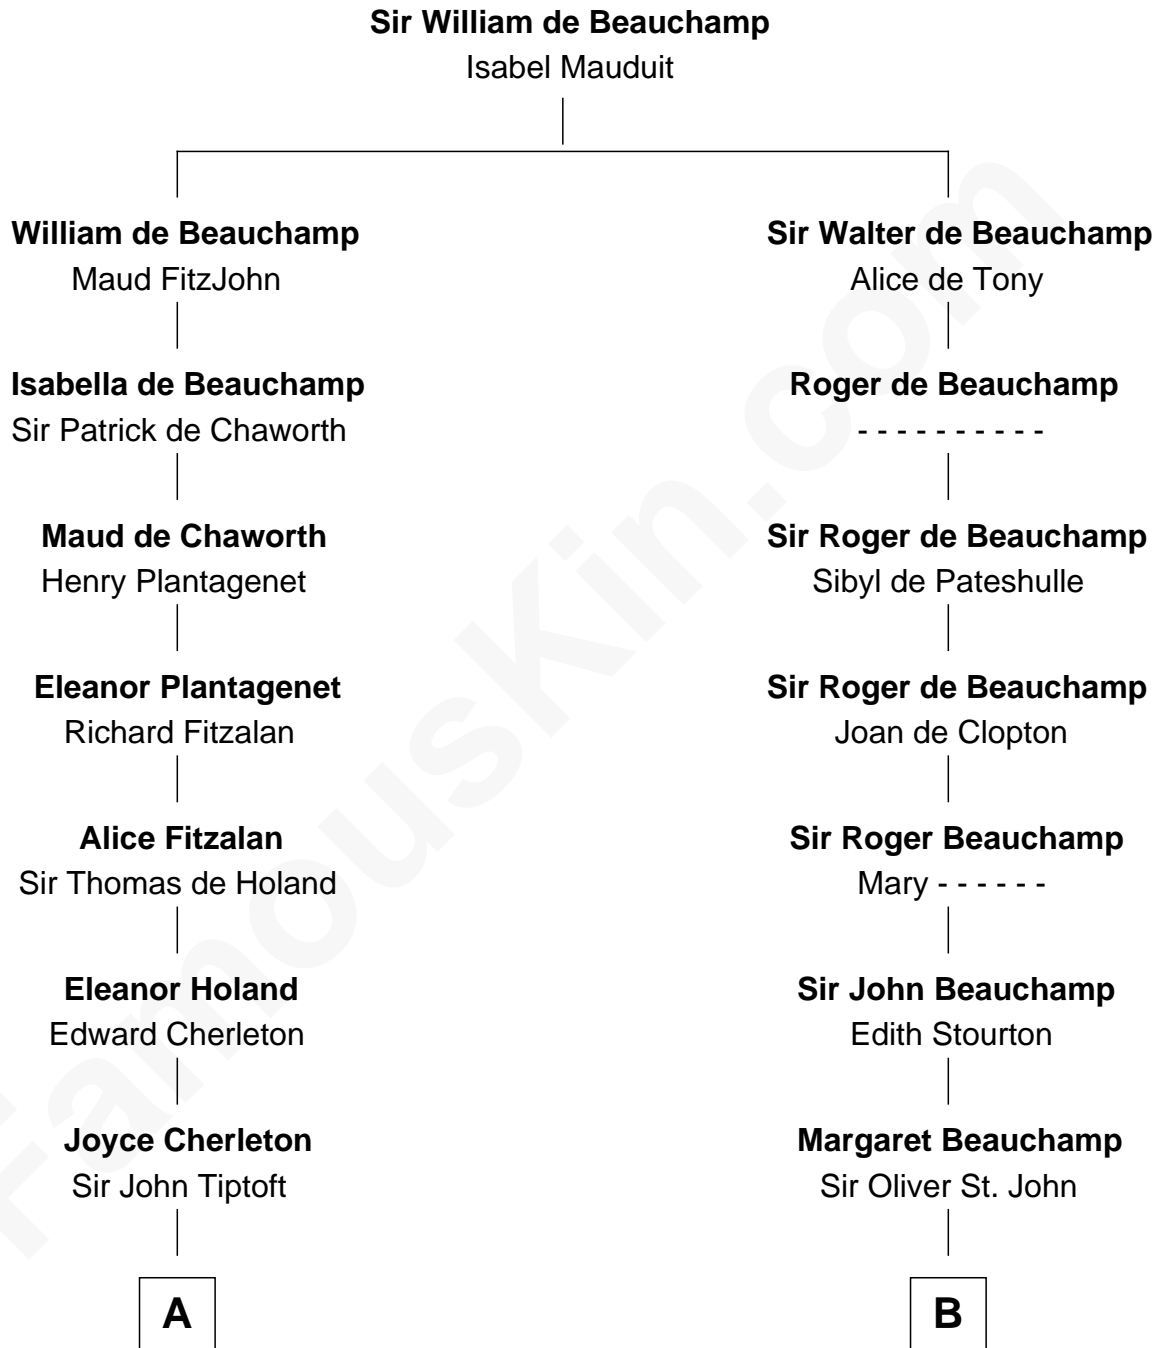 Sir William de Beauchamp
Isabel Mauduit
William de Beauchamp
Maud FitzJohn
Sir Walter de Beauchamp
Alice de Tony
Isabella de Beauchamp
Sir Patrick de Chaworth
Roger de Beauchamp
- - - - - - - - - -
Maud de Chaworth
Henry Plantagenet
Sir Roger de Beauchamp
Sibyl de Pateshulle
Eleanor Plantagenet
Richard Fitzalan
Sir Roger de Beauchamp
Joan de Clopton
Alice Fitzalan
Sir Thomas de Holand
Sir Roger Beauchamp
Mary - - - - - -
Eleanor Holand
Edward Cherleton
Sir John Beauchamp
Edith Stourton
Joyce Cherleton
Sir John Tiptoft
Margaret Beauchamp
Sir Oliver St. John
A
B
FamousKin.com